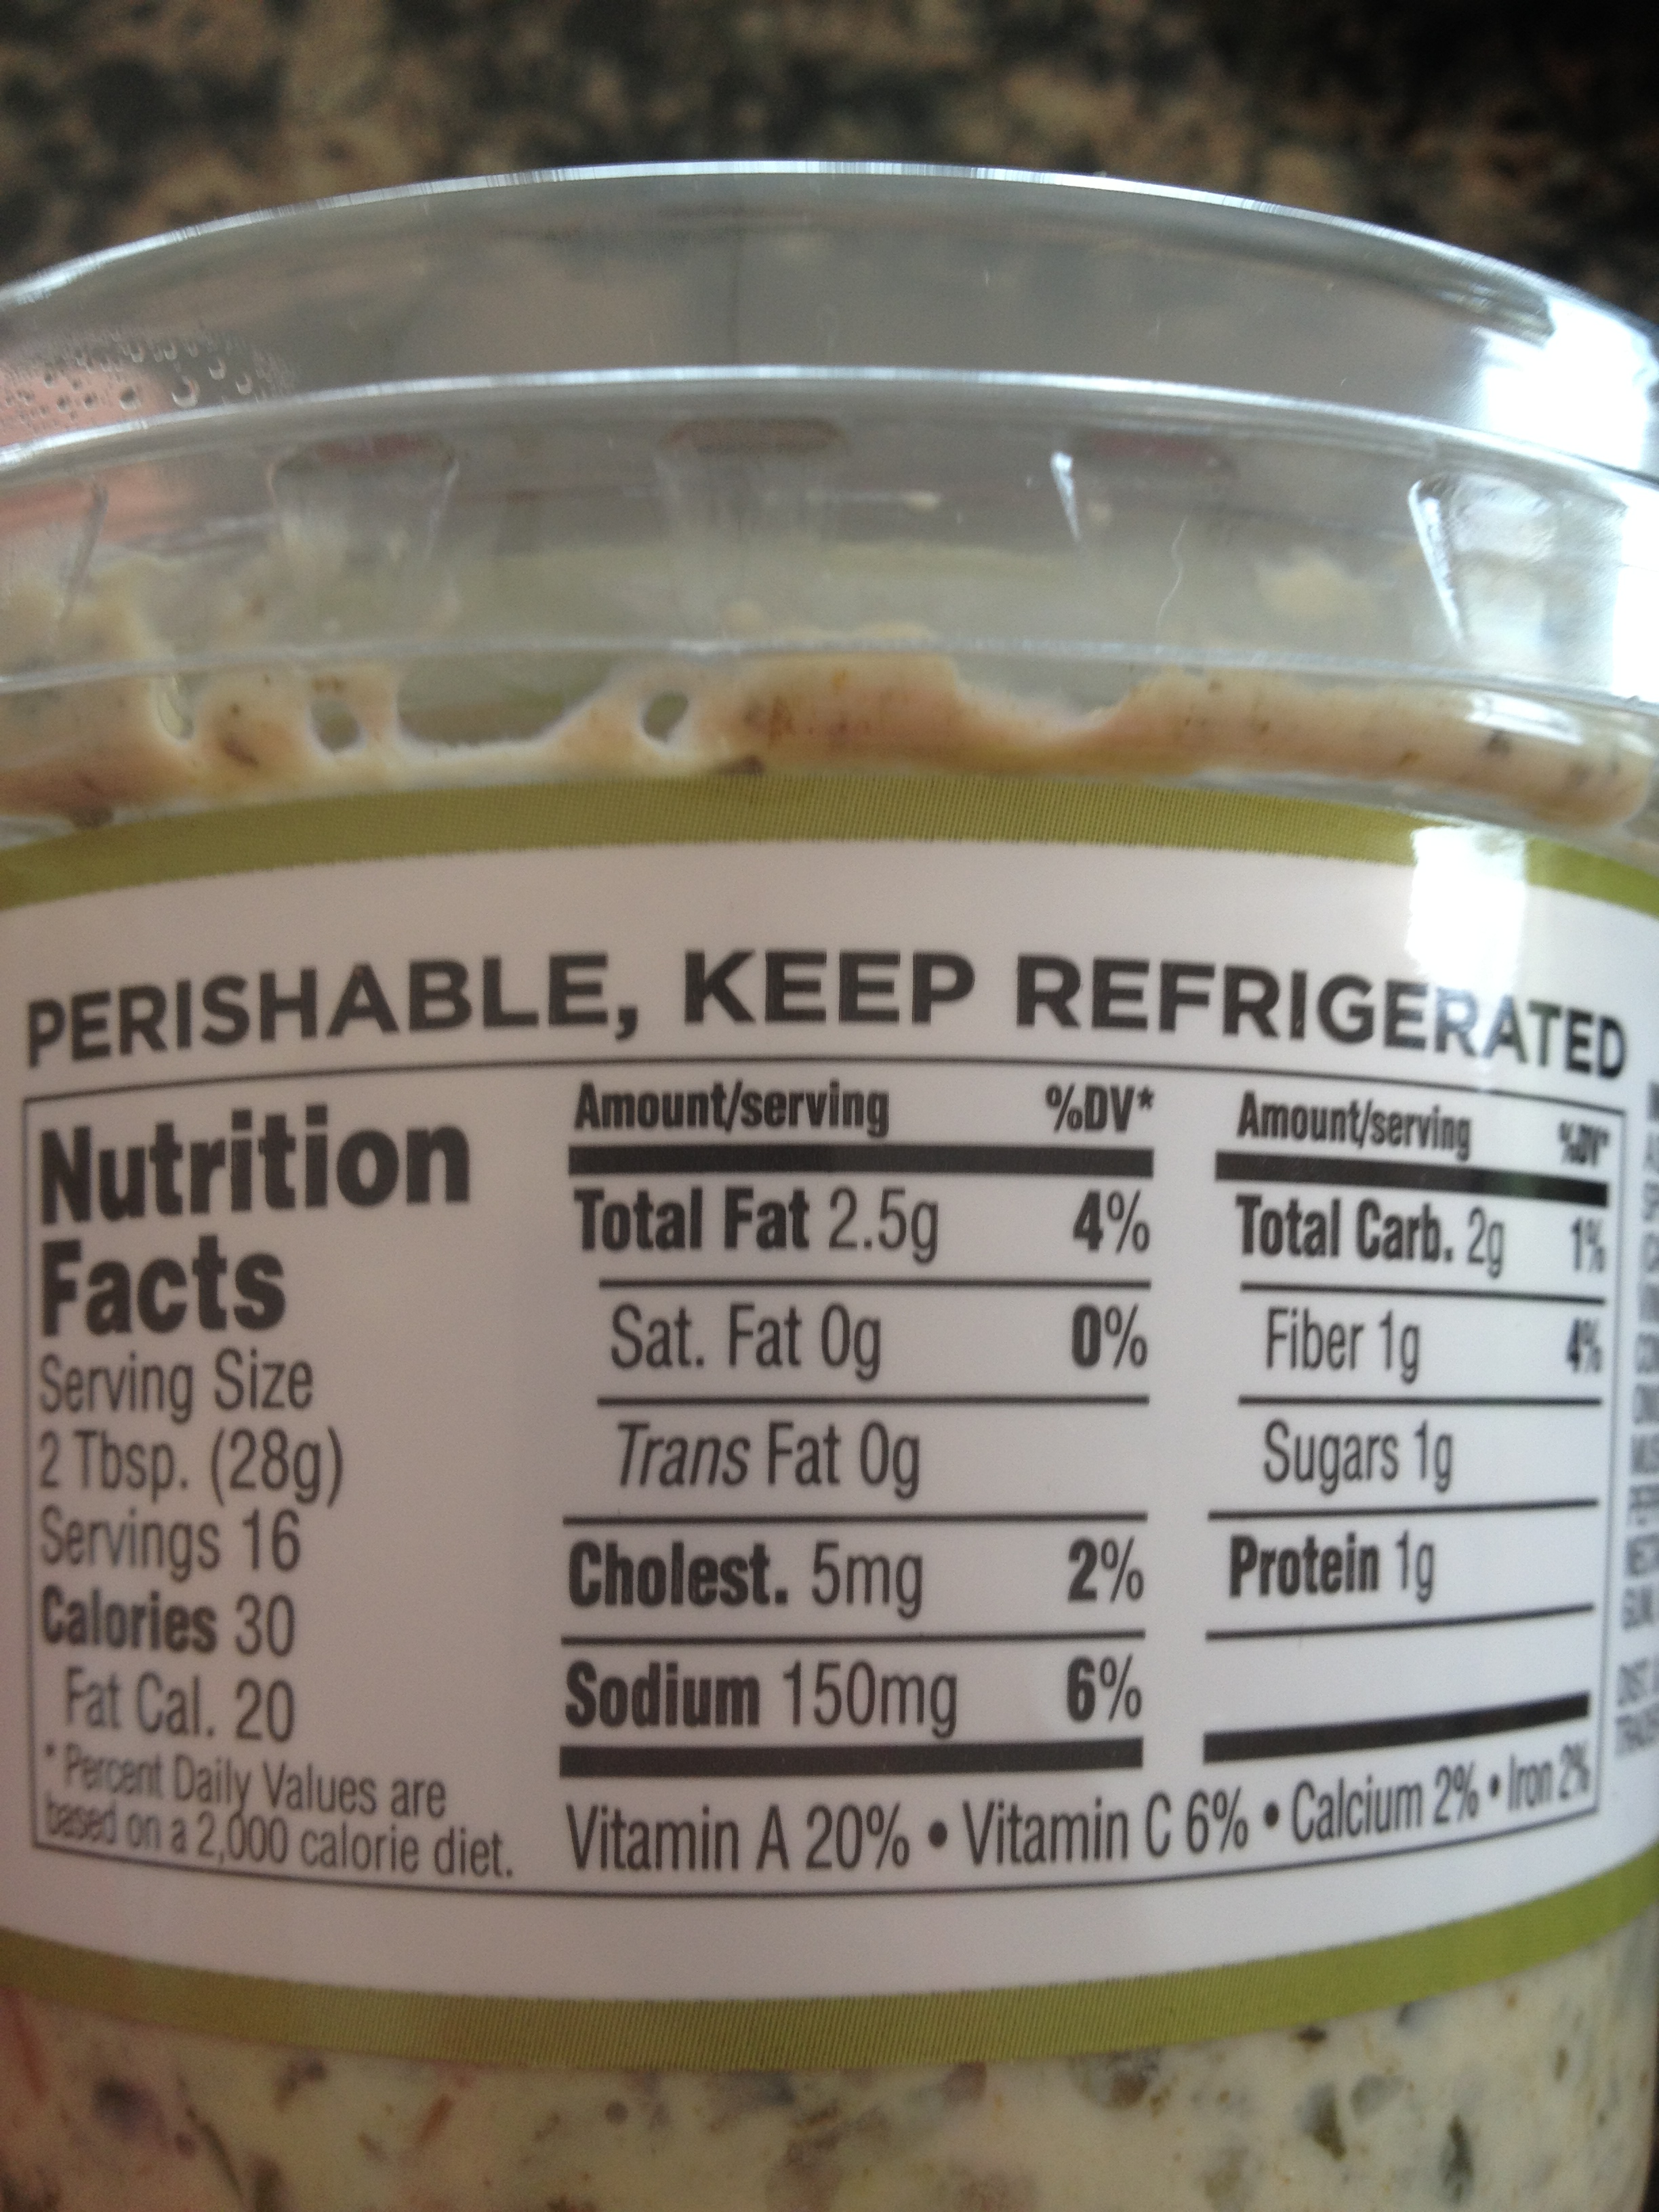 PERISHABLE, KEEP REFRIGERATED
Nutrition
Facts
Serving Size
2 Tbsp. (28g)
Servings 16
Calories 30
Fat Cal. 20
* Percent Daily Values are
based on a 2,000 calorie diet.
Amount/serving %DV*
Total Fat 2.5g 4%
Sat. Fat 0g 0%
Trans Fat 0g
Cholest. 5mg 2%
Sodium 150mg 6%
Amount/serving %DV*
Total Carb. 2g 1%
Fiber 1g 4%
Sugars 1g
Protein 1g
Vitamin A 20% • Vitamin C 6% • Calcium 2% • Iron 2%